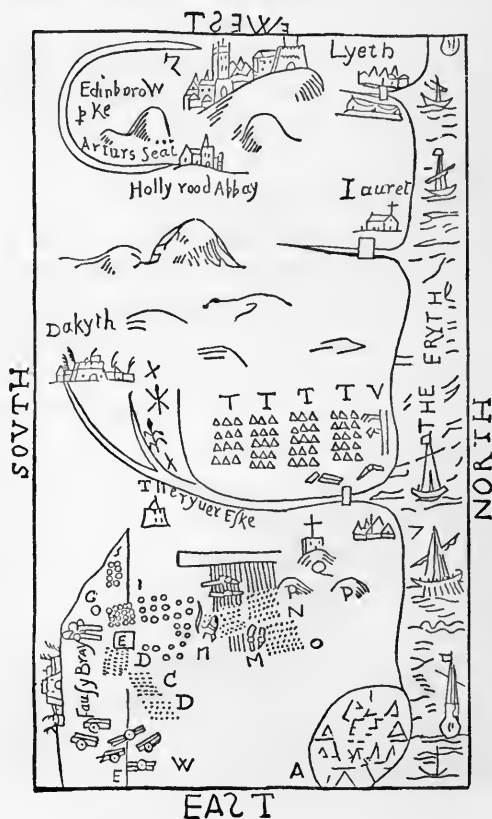 WEST
Lyeth
Edinborow
þke
Arturs Seat
Holly rood Abbay
Lauret
Dakyth
SOVTH
THE FRYTH
NORTH
X
T T T T V
X
The ryuer Eske
Q
G
P
N
P
E
D
M
O
C
D
Fausy Bray
W
E
A
EAST